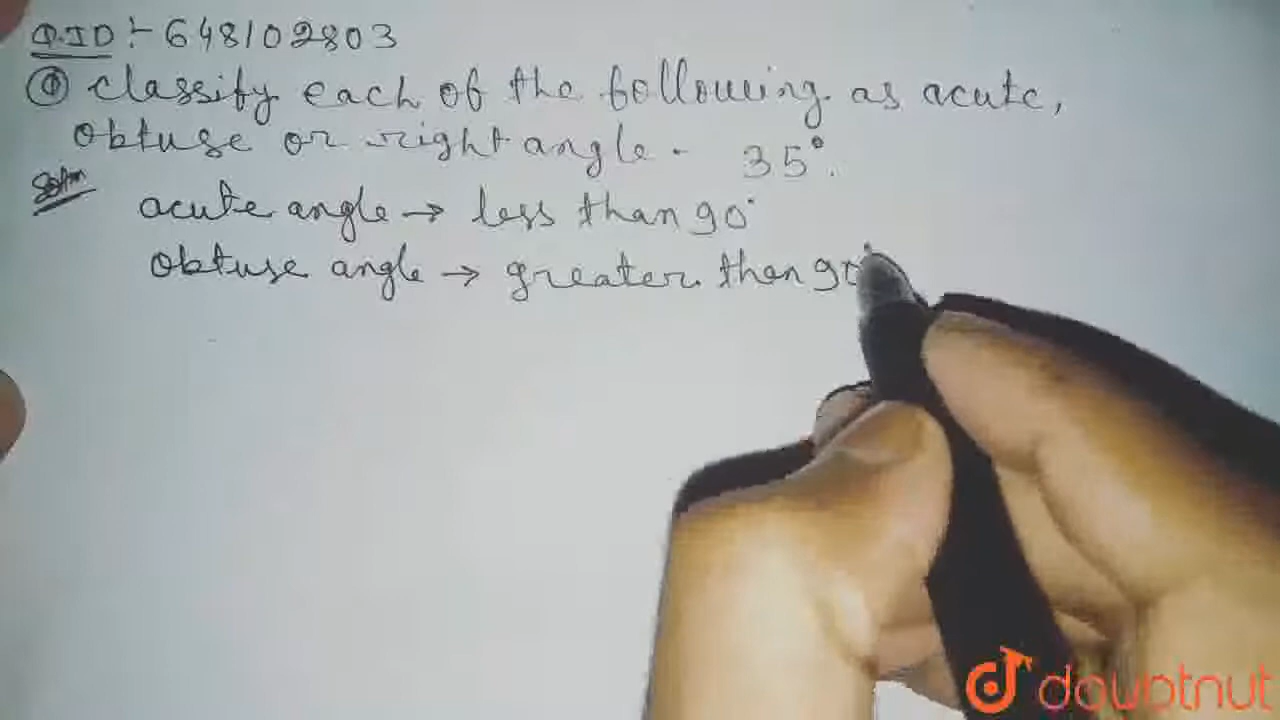 Q.ID :- 648102803
Q classify each of the following as acute,
obtuse or right angle. 35°.
Soln
acute angle → less than 90°
obtuse angle → greater than 90°
doubtnut